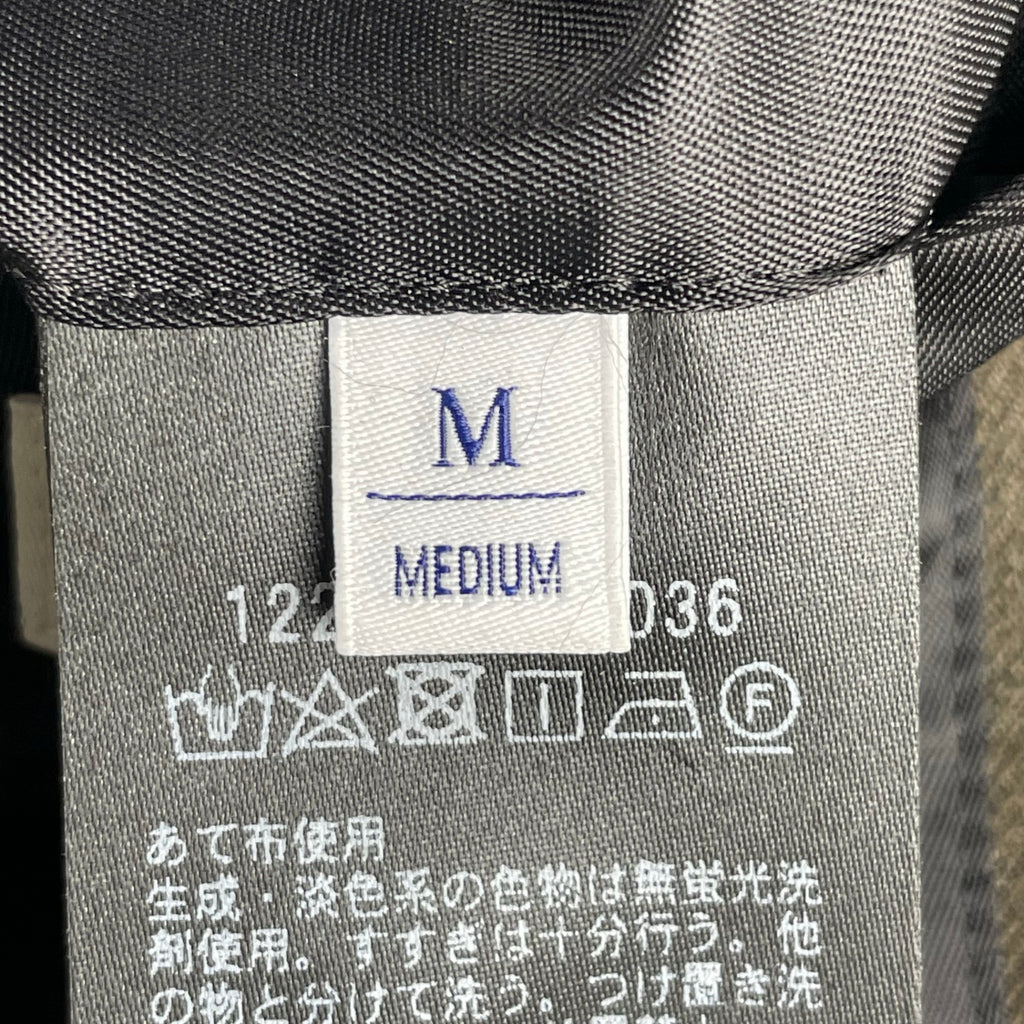 M
MEDIUM
122 036
F
あて布使用
生成・淡色系の色物は無蛍光洗
剤使用。すすぎは十分行う。他
の物と分けて洗う。つけ置き洗